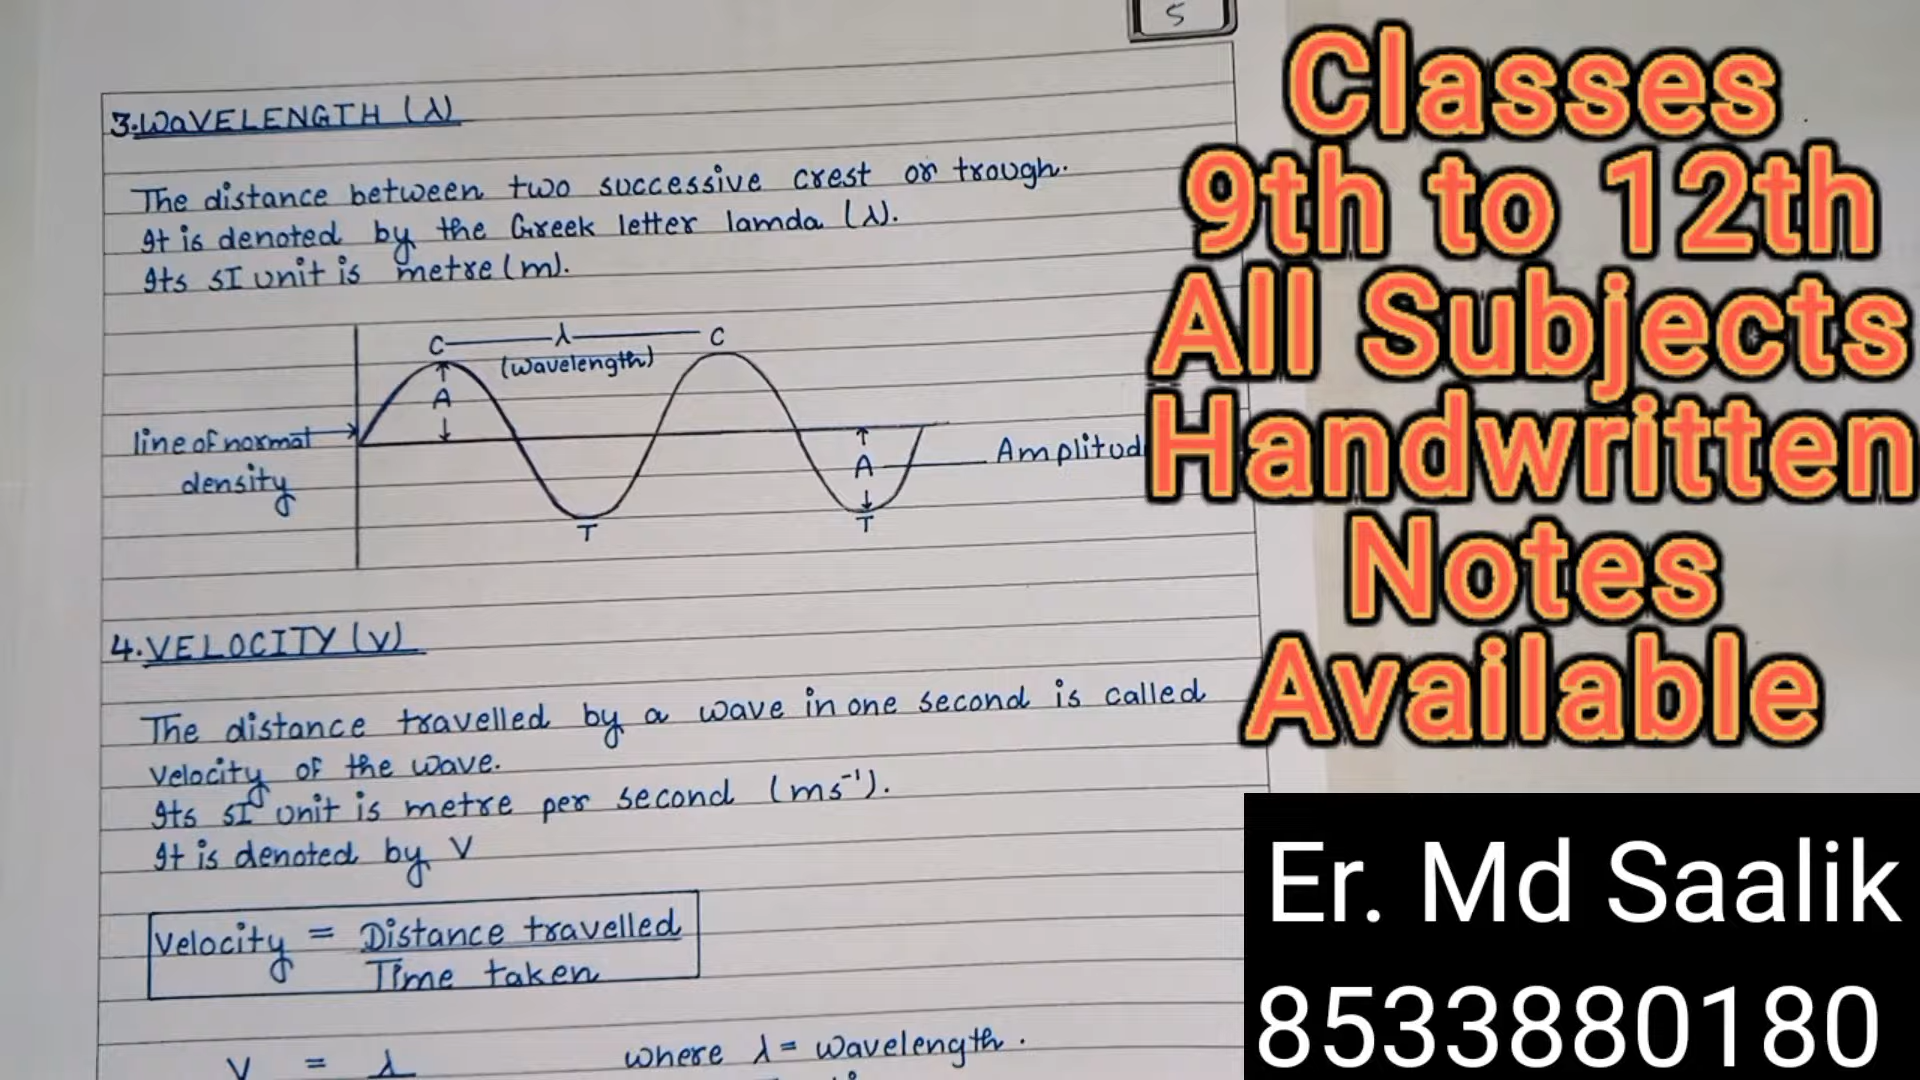 5
3.WaVELENGTH (λ)
The distance between two successive crest or trough.
It is denoted by the Greek letter lamda (λ).
Its SI unit is metre (m).
C λ C
(wavelength)
A
line of normal
density
A Amplitud
T
T
4.VELOCITY (v)
The distance travelled by a wave in one second is called
velocity of the wave.
Its SI unit is metre per second (ms⁻¹).
It is denoted by V
Velocity = Distance travelled
Time taken
V = λ where λ = wavelength.
Classes
9th to 12th
All Subjects
Handwritten
Notes
Available
Er. Md Saalik
8533880180